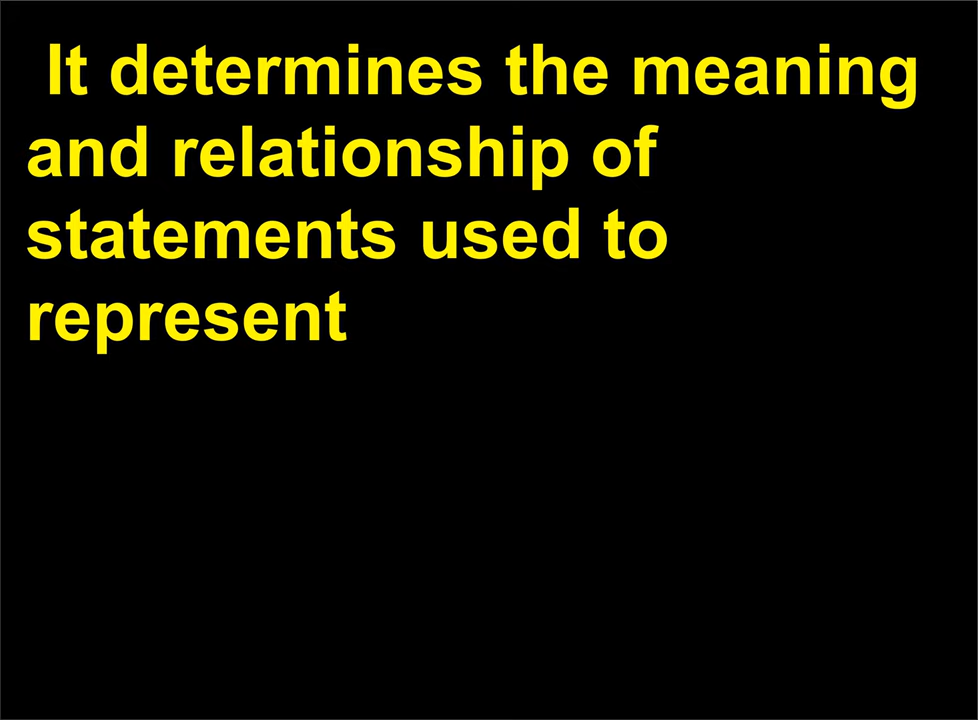 It determines the meaning
and relationship of
statements used to
represent